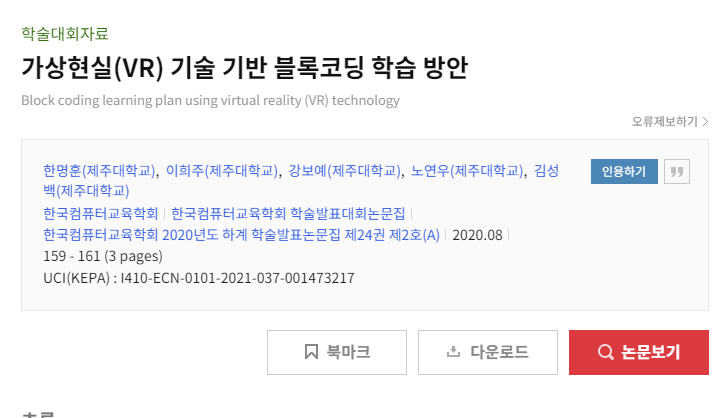 학술대회자료
가상현실(VR) 기술 기반 블록코딩 학습 방안
Block coding learning plan using virtual reality (VR) technology
오류제보하기
한명훈(제주대학교), 이희주(제주대학교), 강보예(제주대학교), 노연우(제주대학교), 김성
백(제주대학교)
인용하기
한국컴퓨터교육학회 한국컴퓨터교육학회 학술발표대회논문집
한국컴퓨터교육학회 2020년도 하계 학술발표논문집 제24권 제2호(A) 2020.08
159 - 161 (3 pages)
UCI(KEPA) : I410-ECN-0101-2021-037-001473217
북마크 다운로드 논문보기